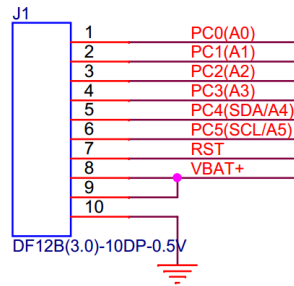 J1
1 PC0(A0)
2 PC1(A1)
3 PC2(A2)
4 PC3(A3)
5 PC4(SDA/A4)
6 PC5(SCL/A5)
7 RST
8 VBAT+
9
10
DF12B(3.0)-10DP-0.5V